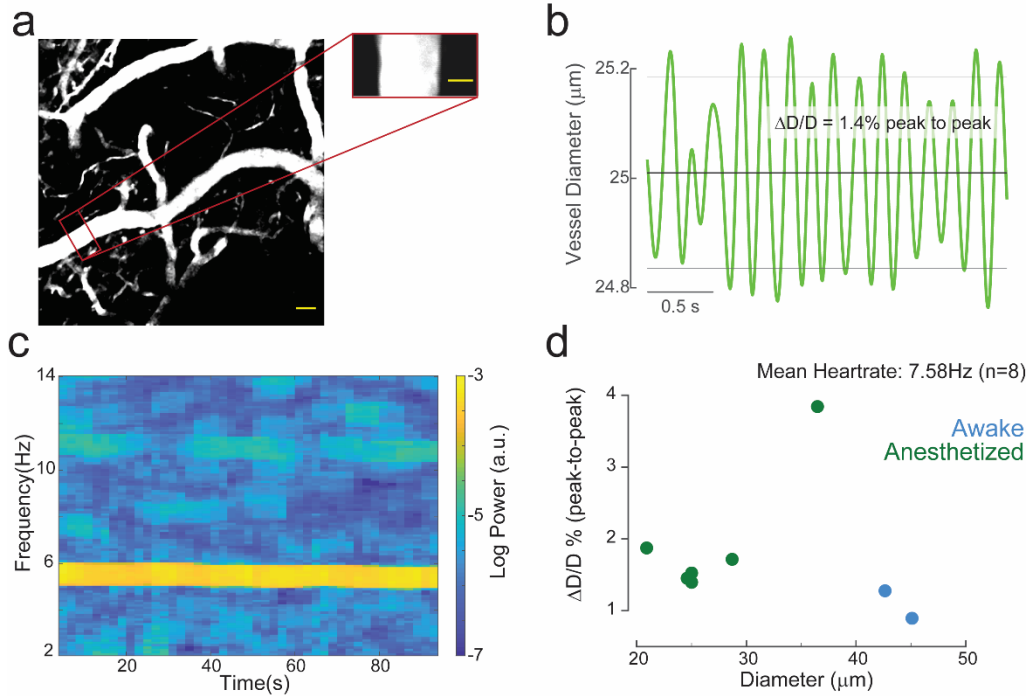 a
b
Vessel Diameter (μm)
25.2
25
24.8
ΔD/D = 1.4% peak to peak
0.5 s
c
Frequency(Hz)
14
10
6
2
20
40
60
80
Time(s)
-3
-5
-7
Log Power (a.u.)
d
Mean Heartrate: 7.58Hz (n=8)
Awake
Anesthetized
ΔD/D % (peak-to-peak)
4
3
2
1
20
30
40
50
Diameter (μm)